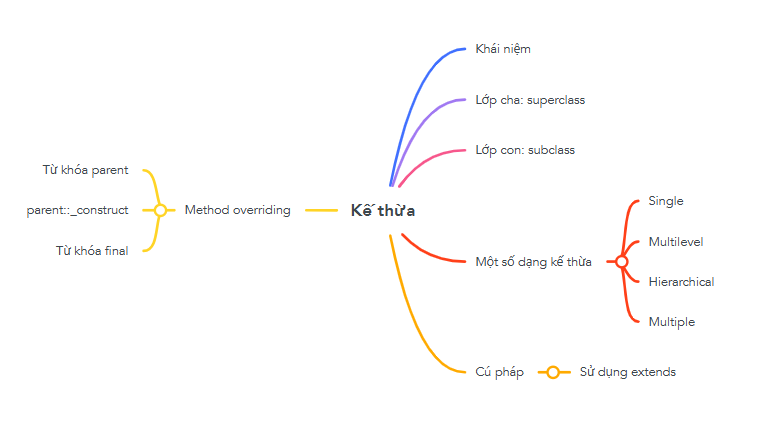 Khái niệm
Lớp cha: superclass
Lớp con: subclass
Từ khóa parent
parent::_construct
Từ khóa final
Method overriding
Kế thừa
Một số dạng kế thừa
Single
Multilevel
Hierarchical
Multiple
Cú pháp
Sử dụng extends